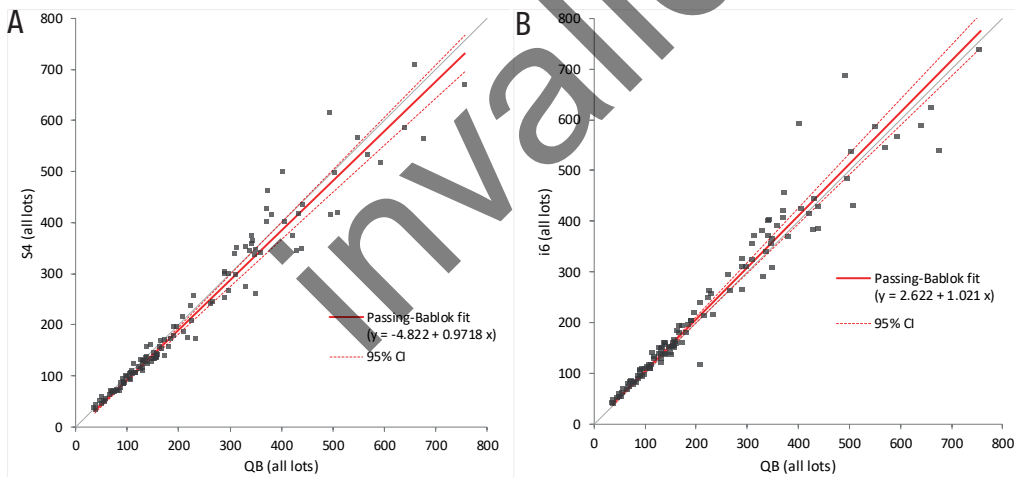 A
800
700
600
500
400
300
200
100
0
S4 (all lots)
0 100 200 300 400 500 600 700 800
QB (all lots)
Passing-Bablok fit
(y = -4.822 + 0.9718 x)
95% CI
B
800
700
600
500
400
300
200
100
0
i6 (all lots)
0 100 200 300 400 500 600 700 800
QB (all lots)
Passing-Bablok fit
(y = 2.622 + 1.021 x)
95% CI